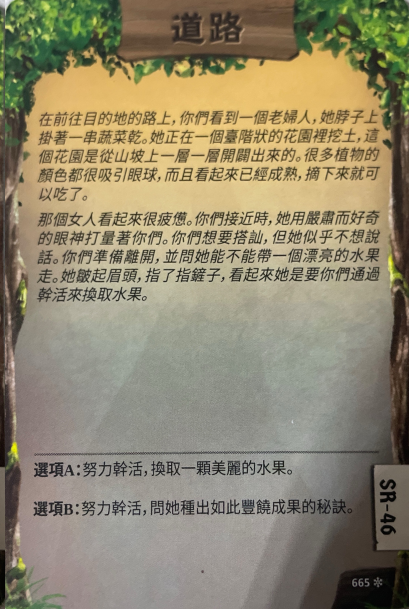 道路
在前往目的地的路上，你們看到一個老婦人，她脖子上
掛著一串蔬菜乾。她正在一個臺階狀的花園裡挖土，這
個花園是從山坡上一層一層開闢出來的。很多植物的
顏色都很吸引眼球，而且看起來已經成熟，摘下來就可
以吃了。
那個女人看起來很疲憊。你們接近時，她用嚴肅而好奇
的眼神打量著你們。你們想要搭訕，但她似乎不想說
話。你們準備離開，並問她能不能帶一個漂亮的水果
走。她皺起眉頭，指了指鏟子，看起來她是要你們通過
幹活來換取水果。
選項A：努力幹活，換取一顆美麗的水果。
選項B：努力幹活，問她種出如此豐饒成果的秘訣。
SR-46
665